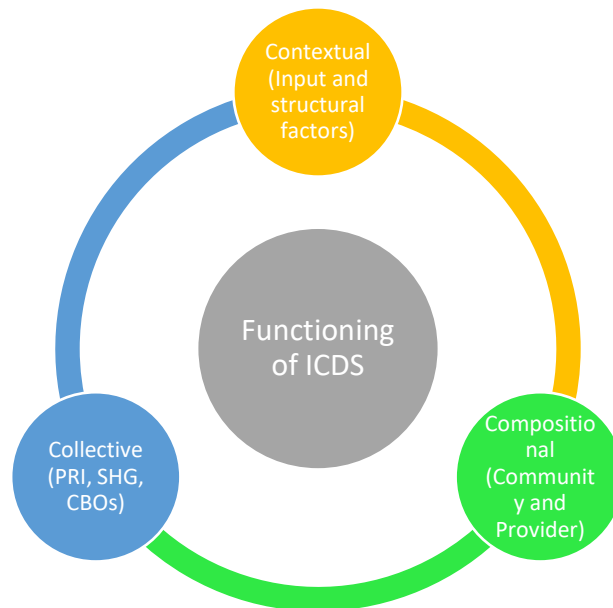 Contextual
(Input and
structural
factors)
Functioning
of ICDS
Collective
(PRI, SHG,
CBOs)
Compositio
nal
(Communit
y and
Provider)